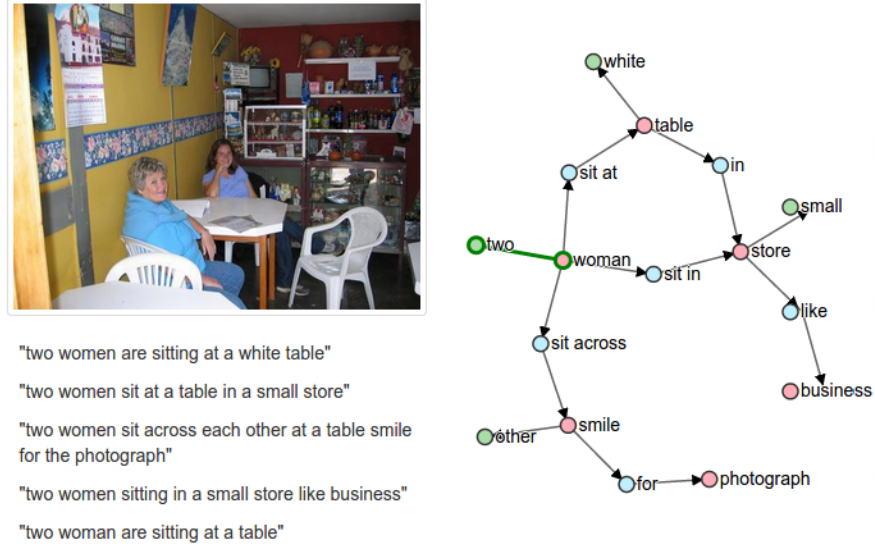 "two women are sitting at a white table"
"two women sit at a table in a small store"
"two women sit across each other at a table smile
for the photograph"
"two women sitting in a small store like business"
"two woman are sitting at a table"
white
table
sit at
in
small
two
woman
sit in
store
like
sit across
business
other
smile
for
photograph